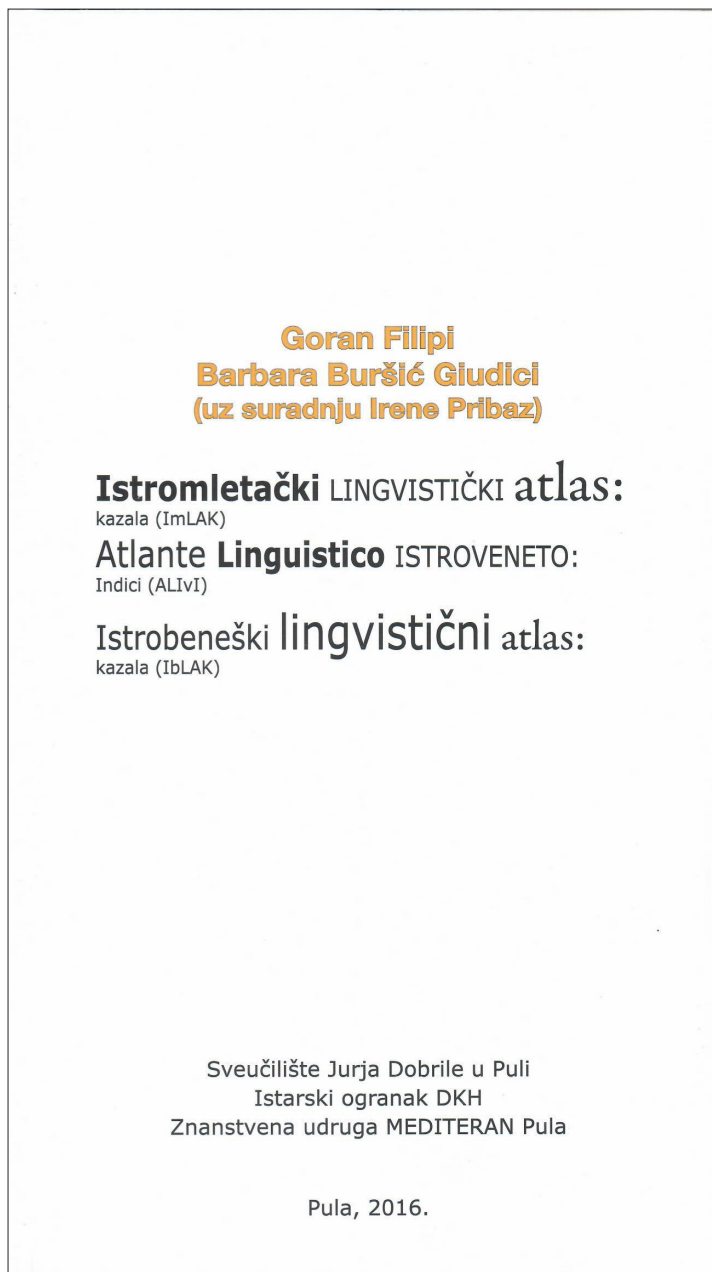 Goran Filipi
Barbara Buršić Giudici
(uz suradnju Irene Pribaz)
Istromletački LINGVISTIČKI atlas:
kazala (ImLAK)
Atlante Linguistico ISTROVENETO:
Indici (ALIvI)
Istrobeneški lingvistični atlas:
kazala (IbLAK)
Sveučilište Jurja Dobrile u Puli
Istarski ogranak DKH
Znanstvena udruga MEDITERAN Pula
Pula, 2016.